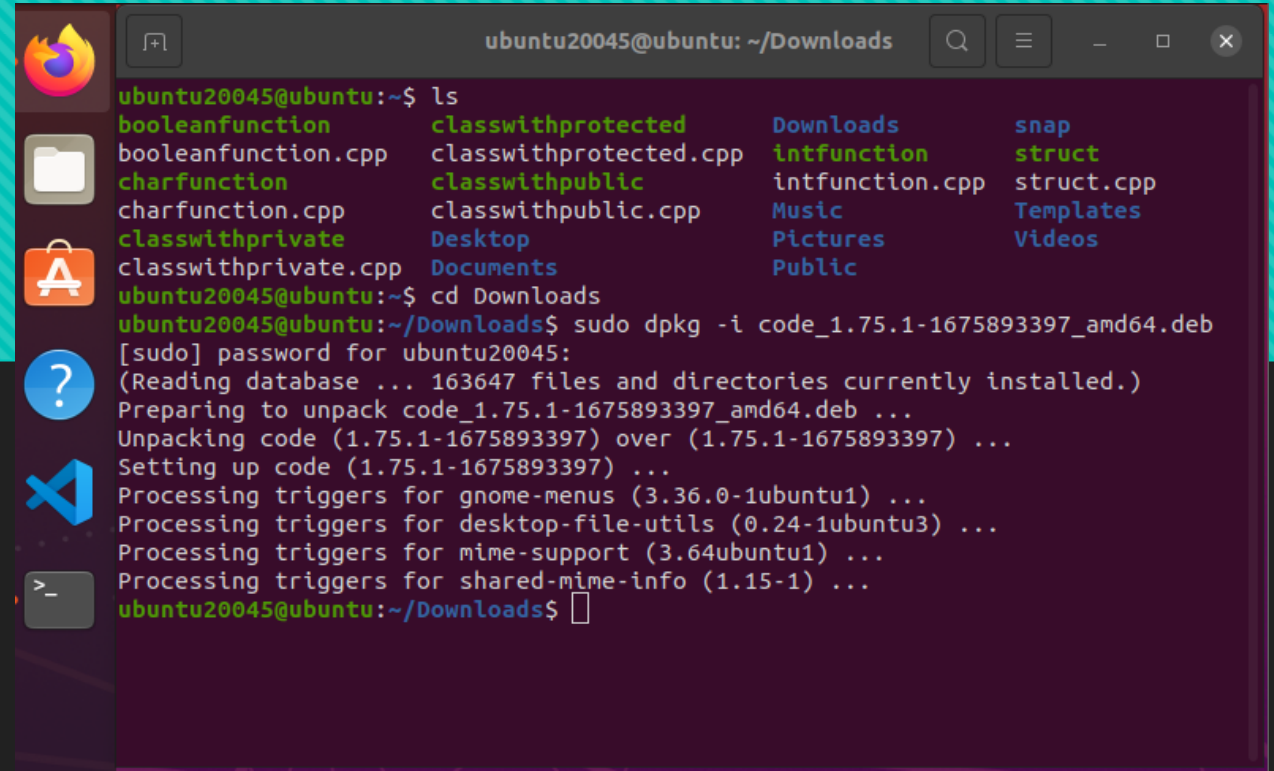 ubuntu20045@ubuntu: ~/Downloads
ubuntu20045@ubuntu:~$ ls
booleanfunction classwithprotected Downloads snap
booleanfunction.cpp classwithprotected.cpp intfunction struct
charfunction classwithpublic intfunction.cpp struct.cpp
charfunction.cpp classwithpublic.cpp Music Templates
classwithprivate Desktop Pictures Videos
classwithprivate.cpp Documents Public
ubuntu20045@ubuntu:~$ cd Downloads
ubuntu20045@ubuntu:~/Downloads$ sudo dpkg -i code_1.75.1-1675893397_amd64.deb
[sudo] password for ubuntu20045:
(Reading database ... 163647 files and directories currently installed.)
Preparing to unpack code_1.75.1-1675893397_amd64.deb ...
Unpacking code (1.75.1-1675893397) over (1.75.1-1675893397) ...
Setting up code (1.75.1-1675893397) ...
Processing triggers for gnome-menus (3.36.0-1ubuntu1) ...
Processing triggers for desktop-file-utils (0.24-1ubuntu3) ...
Processing triggers for mime-support (3.64ubuntu1) ...
Processing triggers for shared-mime-info (1.15-1) ...
ubuntu20045@ubuntu:~/Downloads$